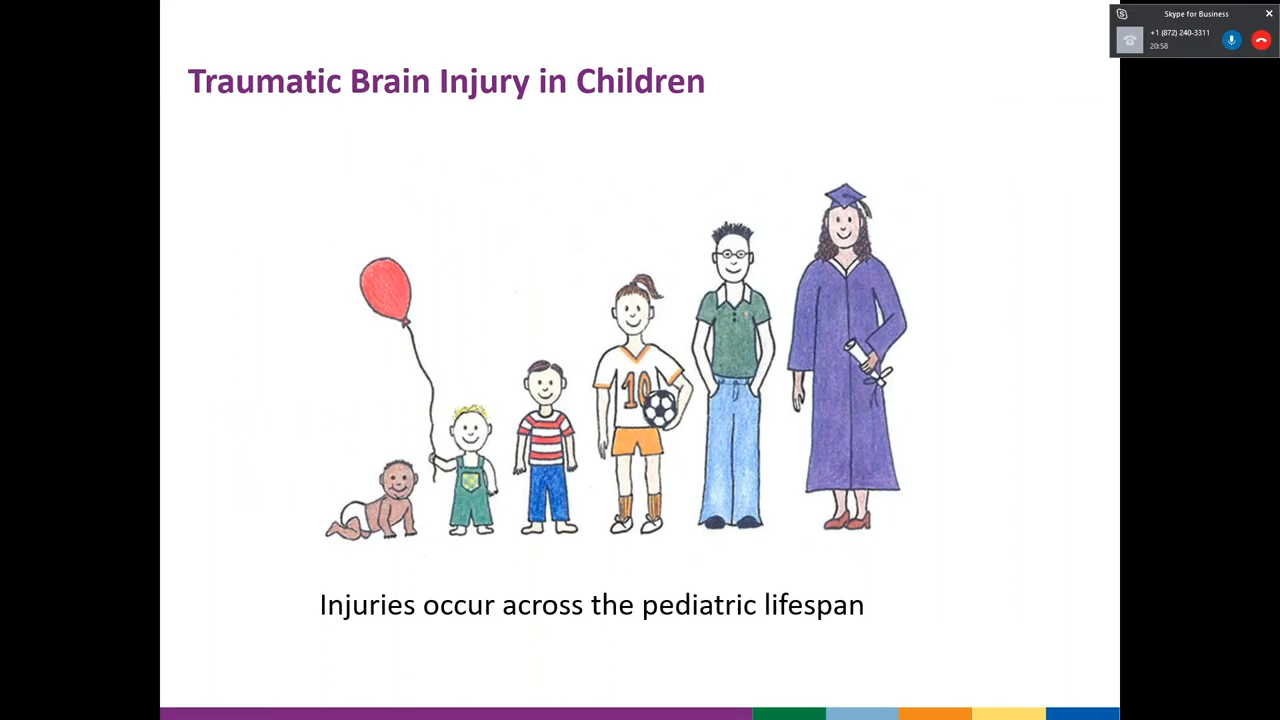 Skype for Business
+1 (872) 240-3311
20:58
Traumatic Brain Injury in Children
10
Injuries occur across the pediatric lifespan